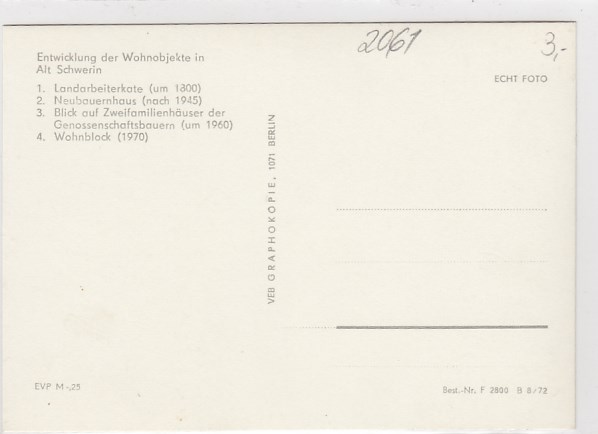 2061
3,-
Entwicklung der Wohnobjekte in
Alt Schwerin
1. Landarbeiterkate (um 1800)
2. Neubauernhaus (nach 1945)
3. Blick auf Zweifamilienhäuser der
Genossenschaftsbauern (um 1960)
4. Wohnblock (1970)
ECHT FOTO
VEB GRAPHOKOPIE, 1071 BERLIN
EVP M -,25
Best.-Nr. F 2800 B 8/72